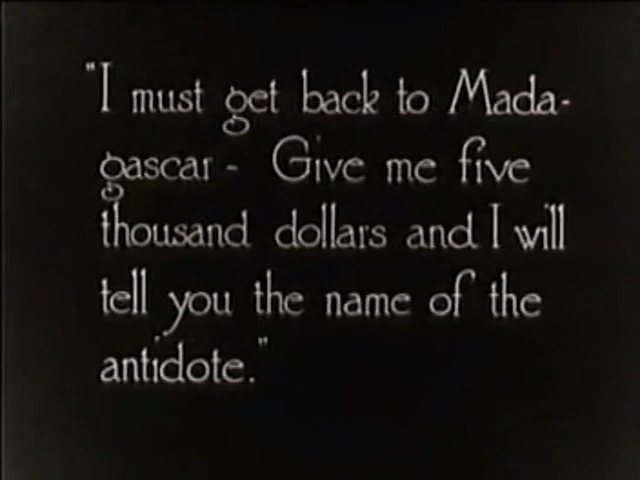 "I must get back to Mada-
gascar - Give me five
thousand dollars and I will
tell you the name of the
antidote."